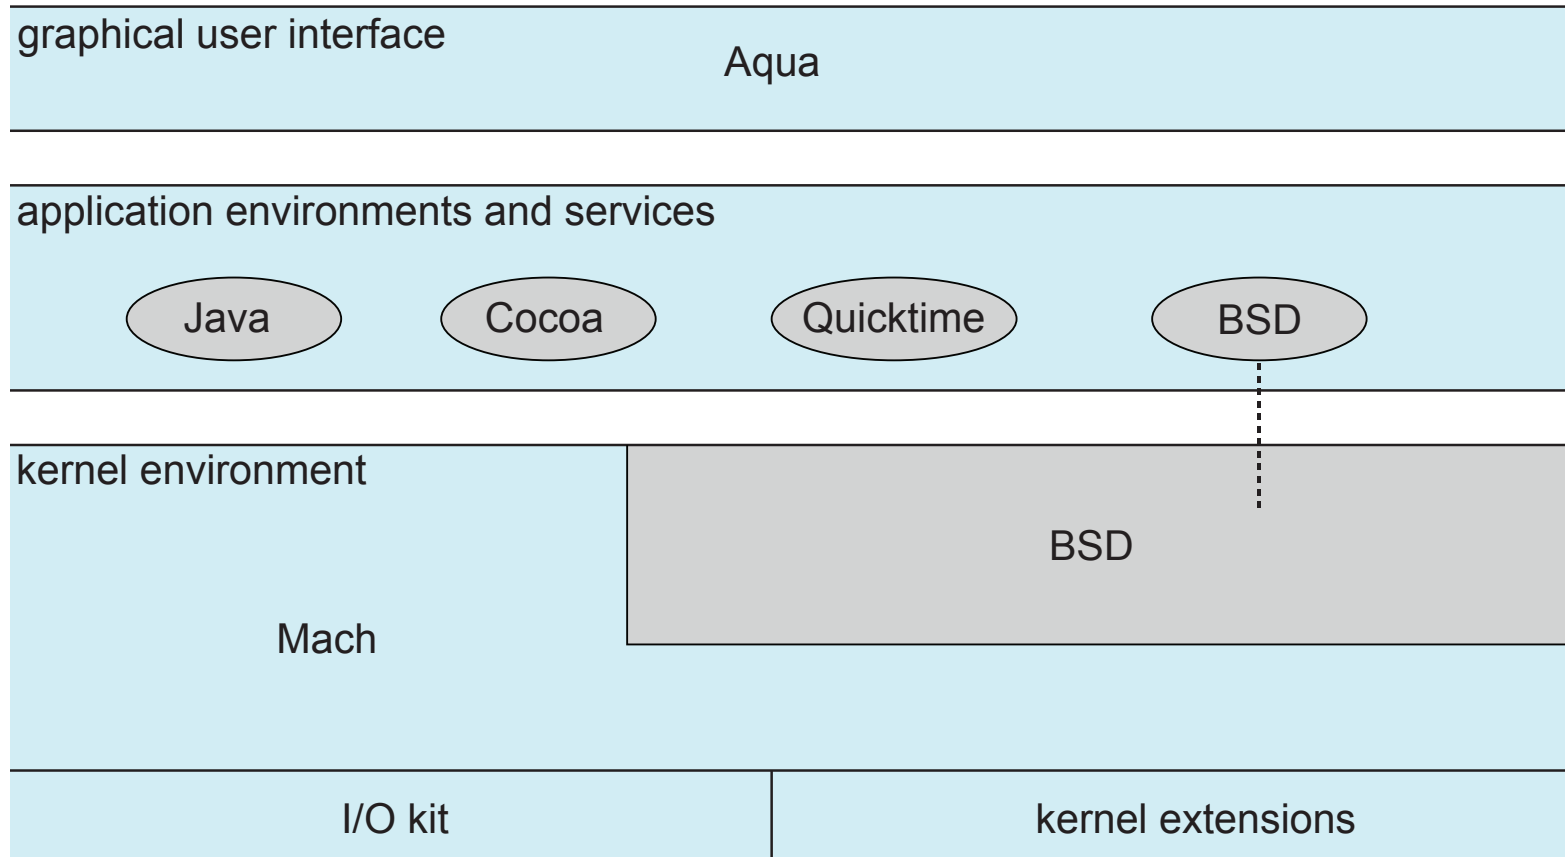 graphical user interface
Aqua
application environments and services
Java
Cocoa
Quicktime
BSD
kernel environment
BSD
Mach
I/O kit
kernel extensions